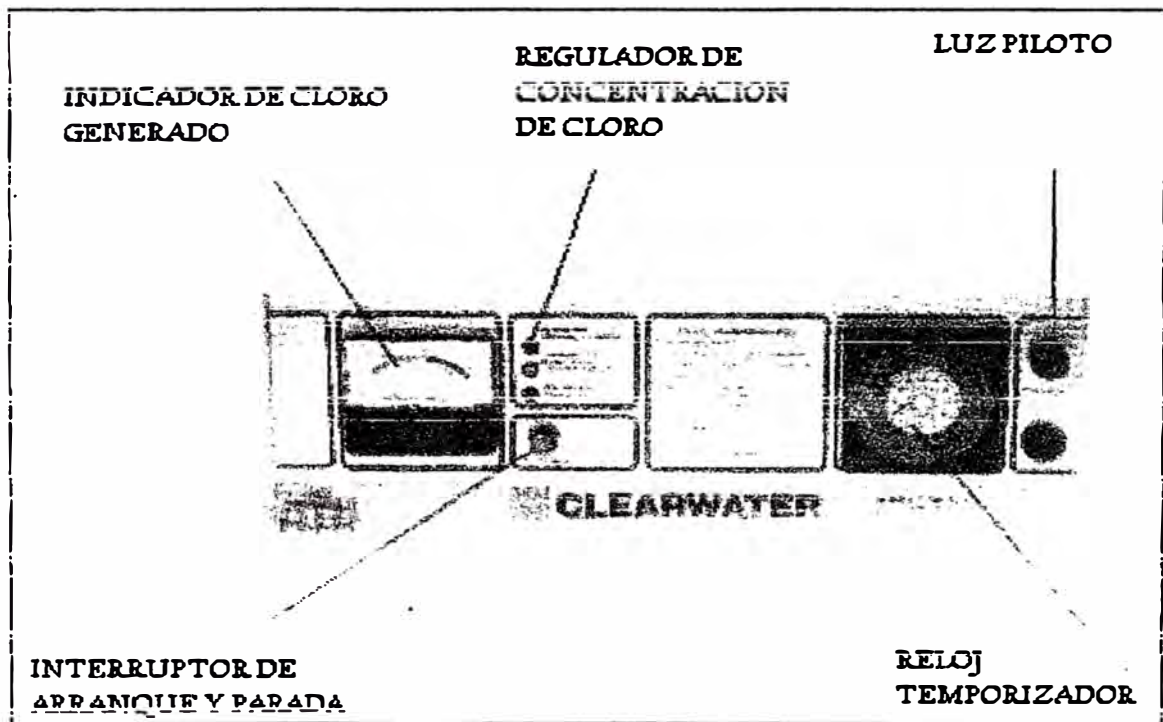 LUZ PILOTO
REGULADOR DE
CONCENTRACION
DE CLORO
INDICADOR DE CLORO
GENERADO
CLEARWATER
INTERRUPTOR DE
ARRANQUE Y PARADA
RELOJ
TEMPORIZADOR